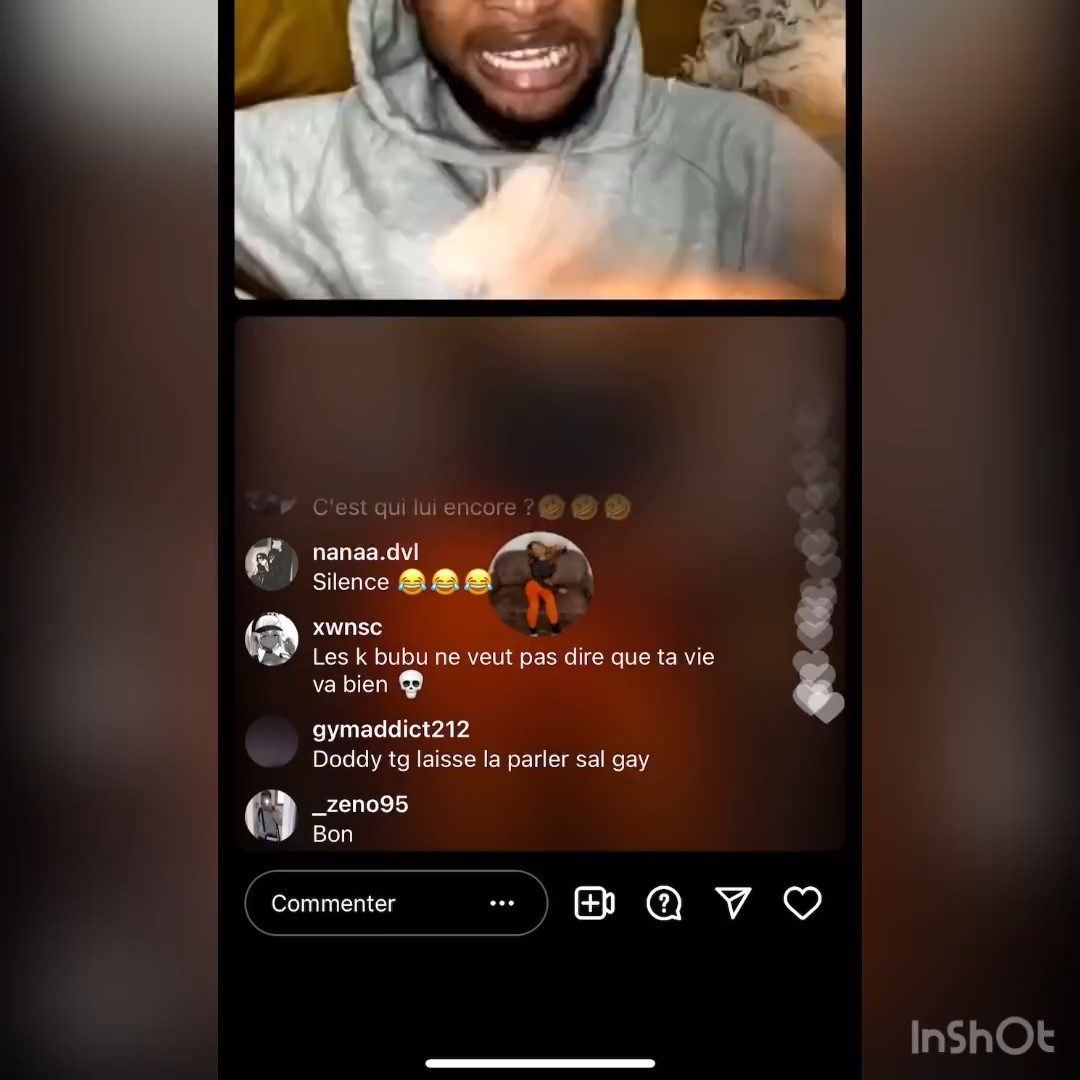 C'est qui lui encore ?🤣🤣🤣
nanaa.dvl
Silence 😂😂😂
xwnsc
Les k bubu ne veut pas dire que ta vie
va bien 💀
gymaddict212
Doddy tg laisse la parler sal gay
_zeno95
Bon
Commenter
InShOt